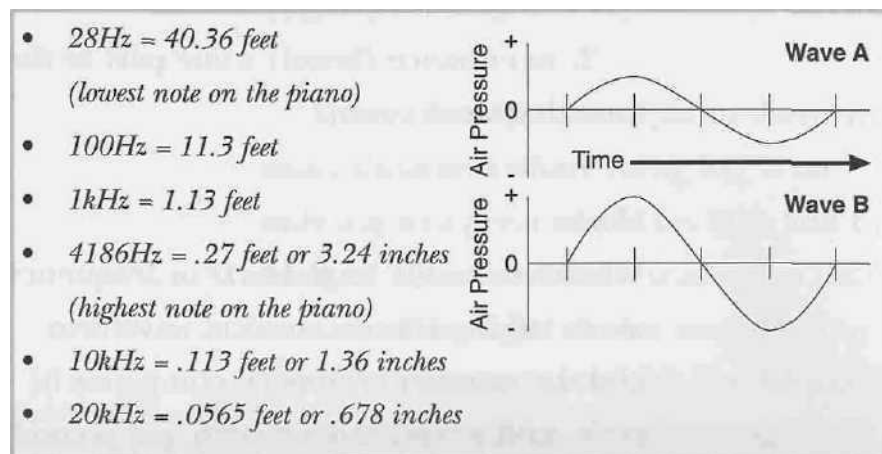 • 28Hz = 40.36 feet
(lowest note on the piano)
• 100Hz = 11.3 feet
• 1kHz = 1.13 feet
• 4186Hz = .27 feet or 3.24 inches
(highest note on the piano)
• 10kHz = .113 feet or 1.36 inches
• 20kHz = .0565 feet or .678 inches
Wave A
Air Pressure
+
0
-
Time
Wave B
Air Pressure
+
0
-